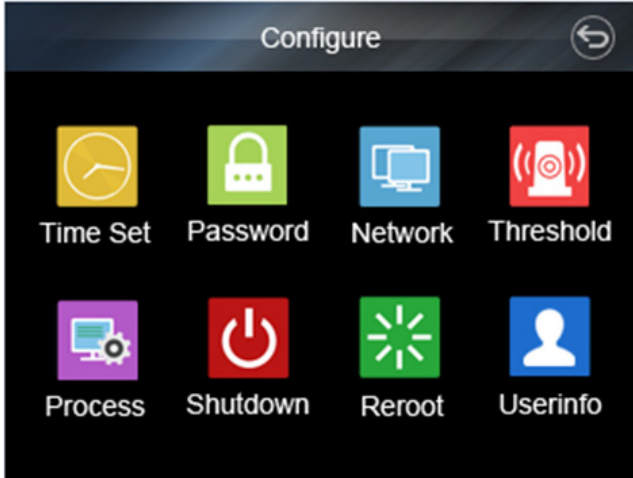 Configure
Time Set Password Network Threshold
Process Shutdown Reroot Userinfo